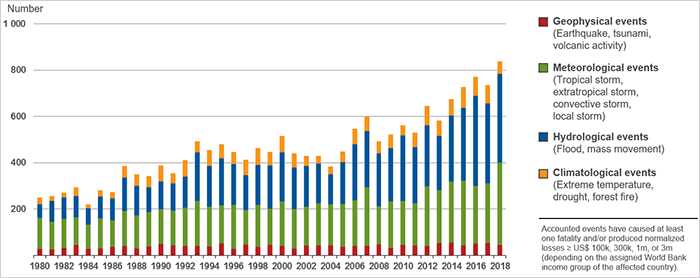 Number
1 000
800
600
400
200
1980 1982 1984 1986 1988 1990 1992 1994 1996 1998 2000 2002 2004 2006 2008 2010 2012 2014 2016 2018
Geophysical events
(Earthquake, tsunami,
volcanic activity)
Meteorological events
(Tropical storm,
extratropical storm,
convective storm,
local storm)
Hydrological events
(Flood, mass movement)
Climatological events
(Extreme temperature,
drought, forest fire)
Accounted events have caused at least
one fatality and/or produced normalized
losses ≥ US$ 100k, 300k, 1m, or 3m
(depending on the assigned World Bank
income group of the affected country).